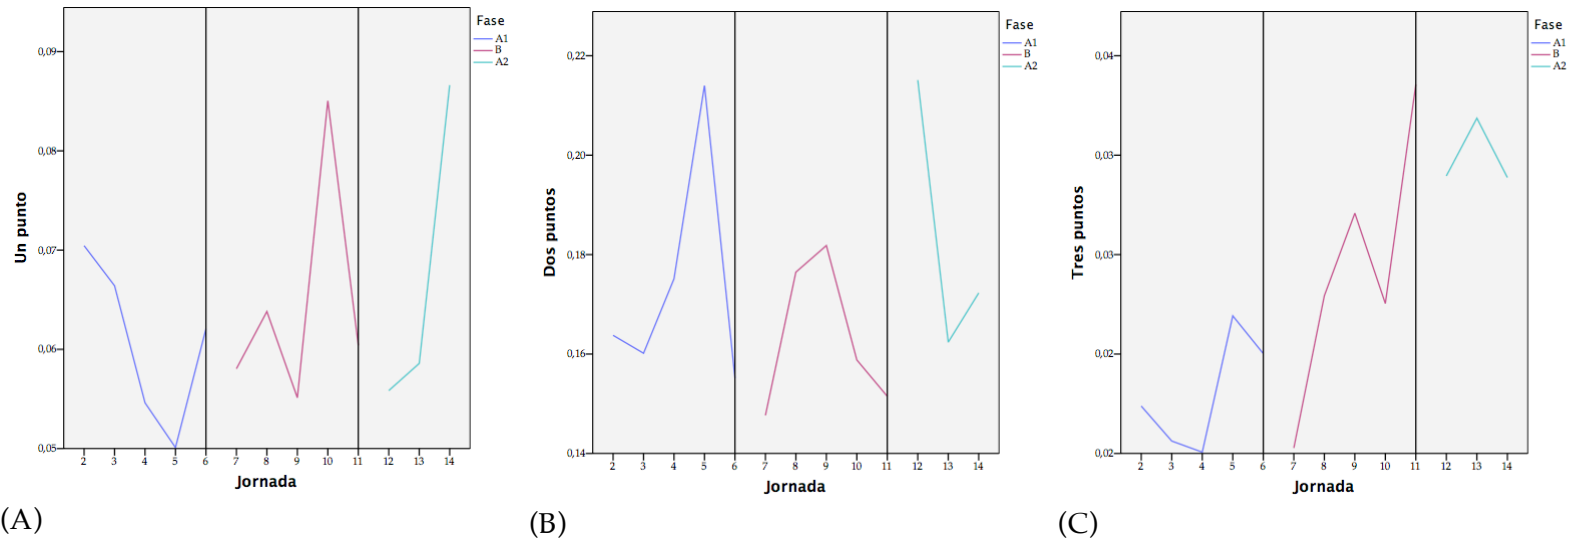 Fase
A1
B
A2
0,09
0,08
0,07
0,06
0,05
Un punto
2 3 4 5 6 7 8 9 10 11 12 13 14
Jornada
(A)
Fase
A1
B
A2
0,22
0,20
0,18
0,16
0,14
Dos puntos
2 3 4 5 6 7 8 9 10 11 12 13 14
Jornada
(B)
Fase
A1
B
A2
0,04
0,03
0,03
0,02
0,02
Tres puntos
2 3 4 5 6 7 8 9 10 11 12 13 14
Jornada
(C)